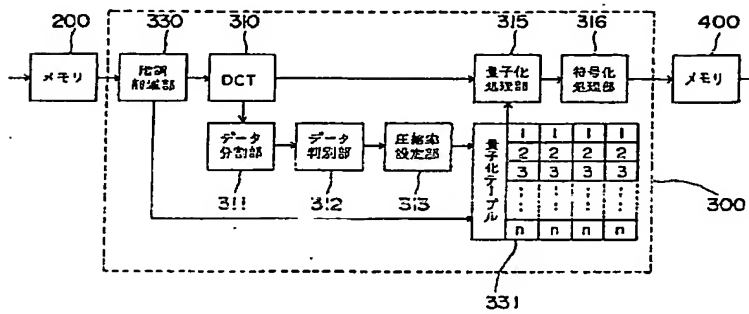 200
330
310
315
316
400
メモリ
階調
削減部
DCT
量子化
処理部
符号化
処理部
メモリ
データ
分割部
データ
判別部
圧縮率
設定部
量子化テーブル
1 1 1 1
2 2 2 2
3 3 3 3
n n n n
311
312
313
331
300